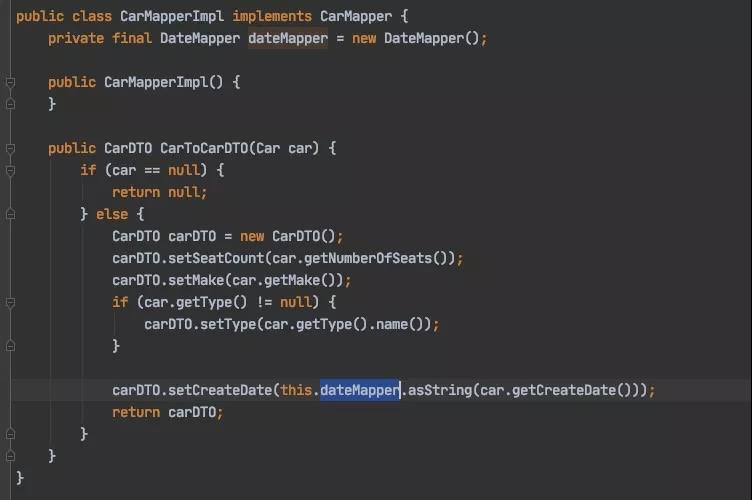 public class CarMapperImpl implements CarMapper {
    private final DateMapper dateMapper = new DateMapper();
    public CarMapperImpl() {
    }
    public CarDTO CarToCarDTO(Car car) {
        if (car == null) {
            return null;
        } else {
            CarDTO carDTO = new CarDTO();
            carDTO.setSeatCount(car.getNumberOfSeats());
            carDTO.setMake(car.getMake());
            if (car.getType() != null) {
                carDTO.setType(car.getType().name());
            }
            carDTO.setCreateDate(this.dateMapper.asString(car.getCreateDate()));
            return carDTO;
        }
    }
}